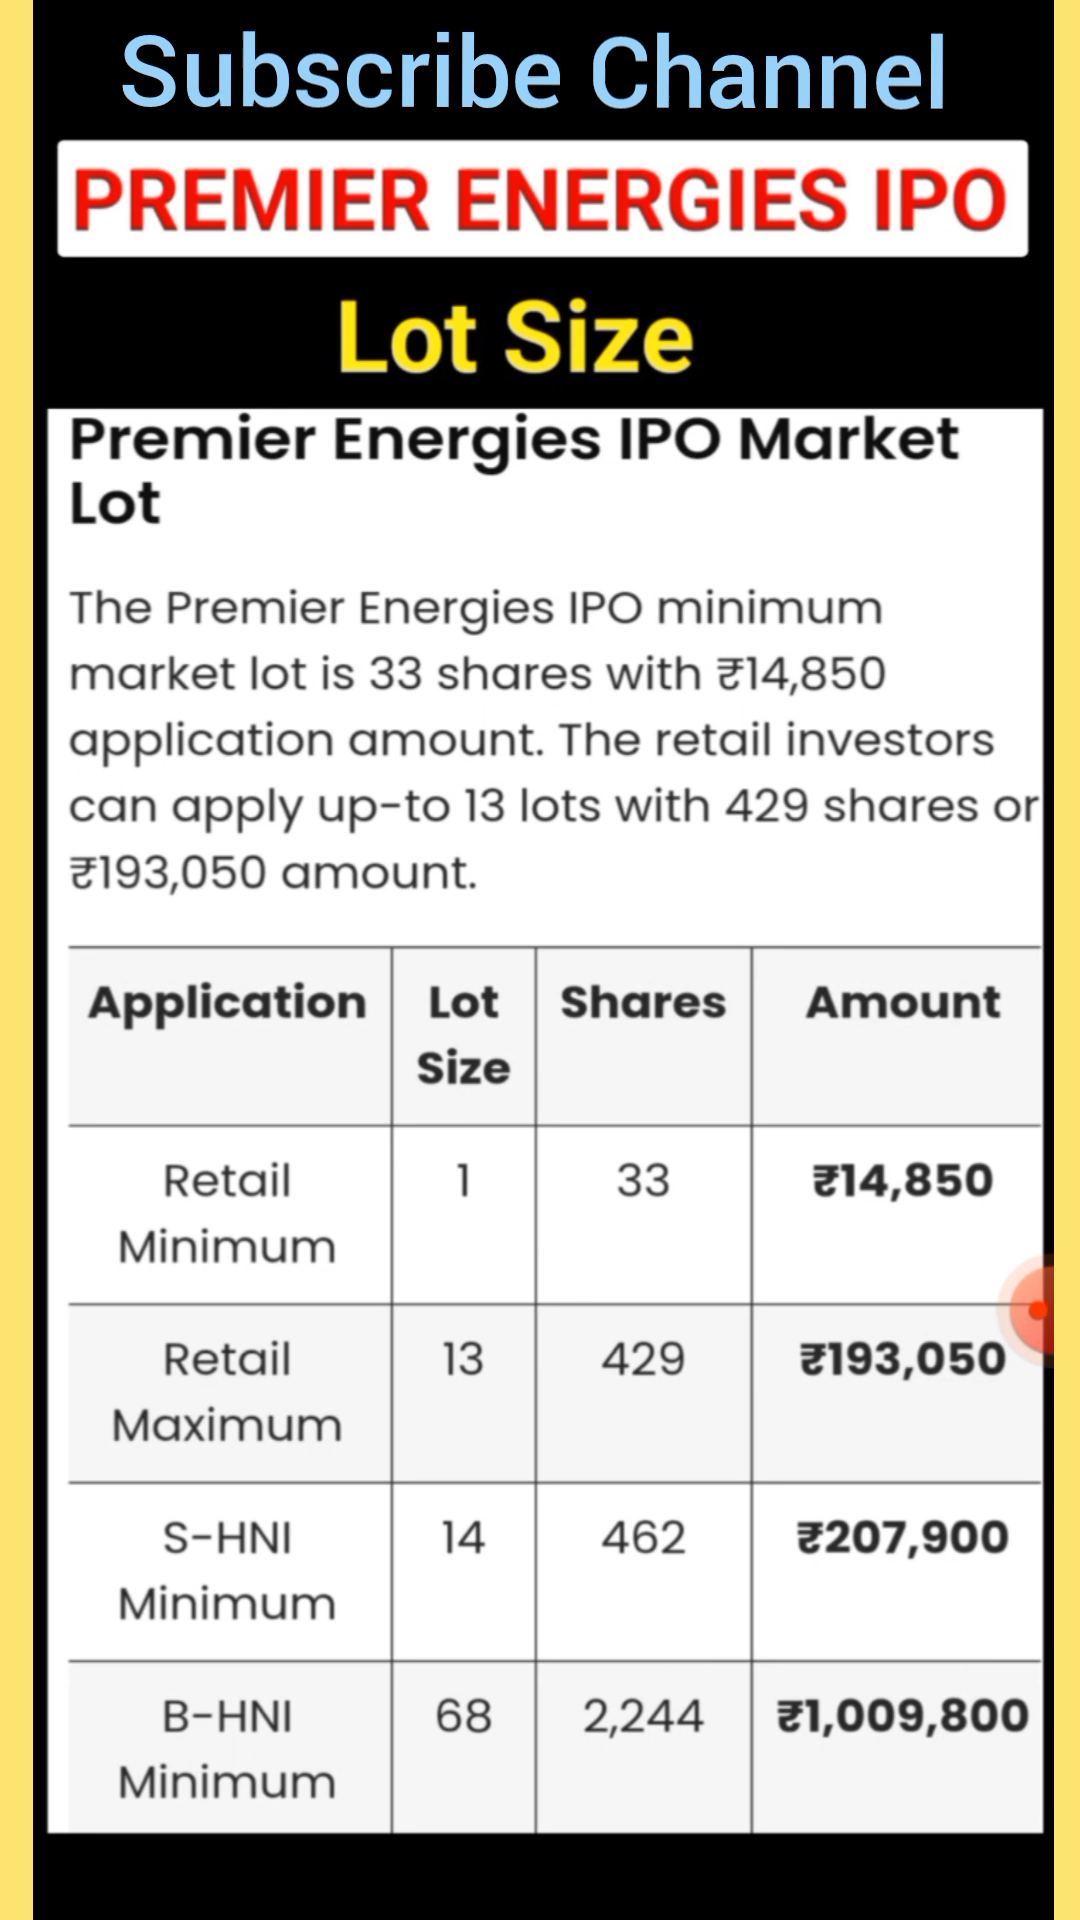 Subscribe Channel
PREMIER ENERGIES IPO
Lot Size
Premier Energies IPO Market
Lot
The Premier Energies IPO minimum
market lot is 33 shares with ₹14,850
application amount. The retail investors
can apply up-to 13 lots with 429 shares or
₹193,050 amount.
Application Lot Shares Amount
Size
Retail 1 33 ₹14,850
Minimum
Retail 13 429 ₹193,050
Maximum
S-HNI 14 462 ₹207,900
Minimum
B-HNI 68 2,244 ₹1,009,800
Minimum